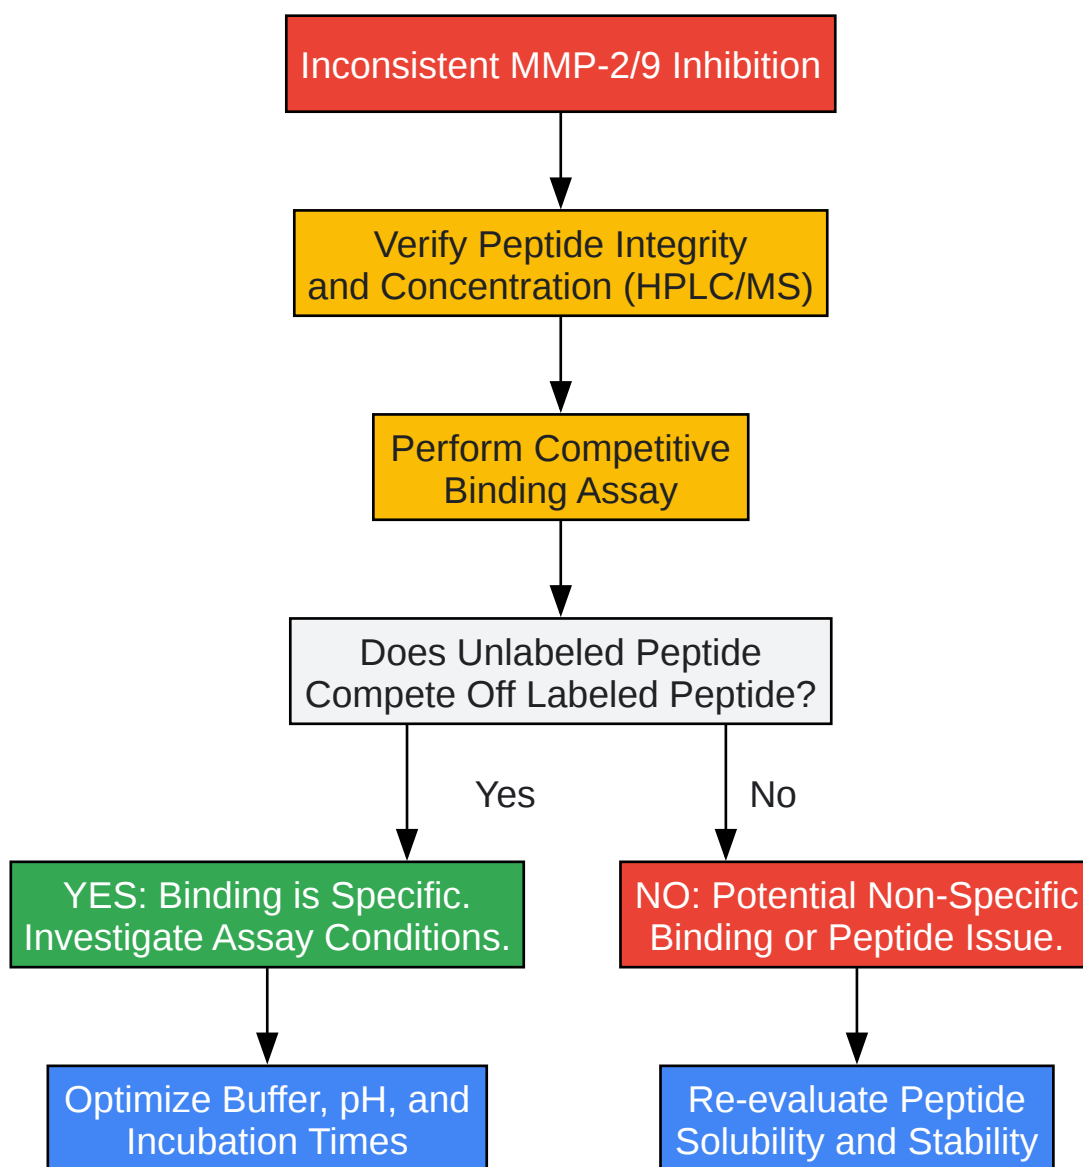 Inconsistent MMP-2/9 Inhibition
Verify Peptide Integrity
and Concentration (HPLC/MS)
Perform Competitive
Binding Assay
Does Unlabeled Peptide
Compete Off Labeled Peptide?
Yes
No
YES: Binding is Specific.
Investigate Assay Conditions.
NO: Potential Non-Specific
Binding or Peptide Issue.
Optimize Buffer, pH, and
Incubation Times
Re-evaluate Peptide
Solubility and Stability